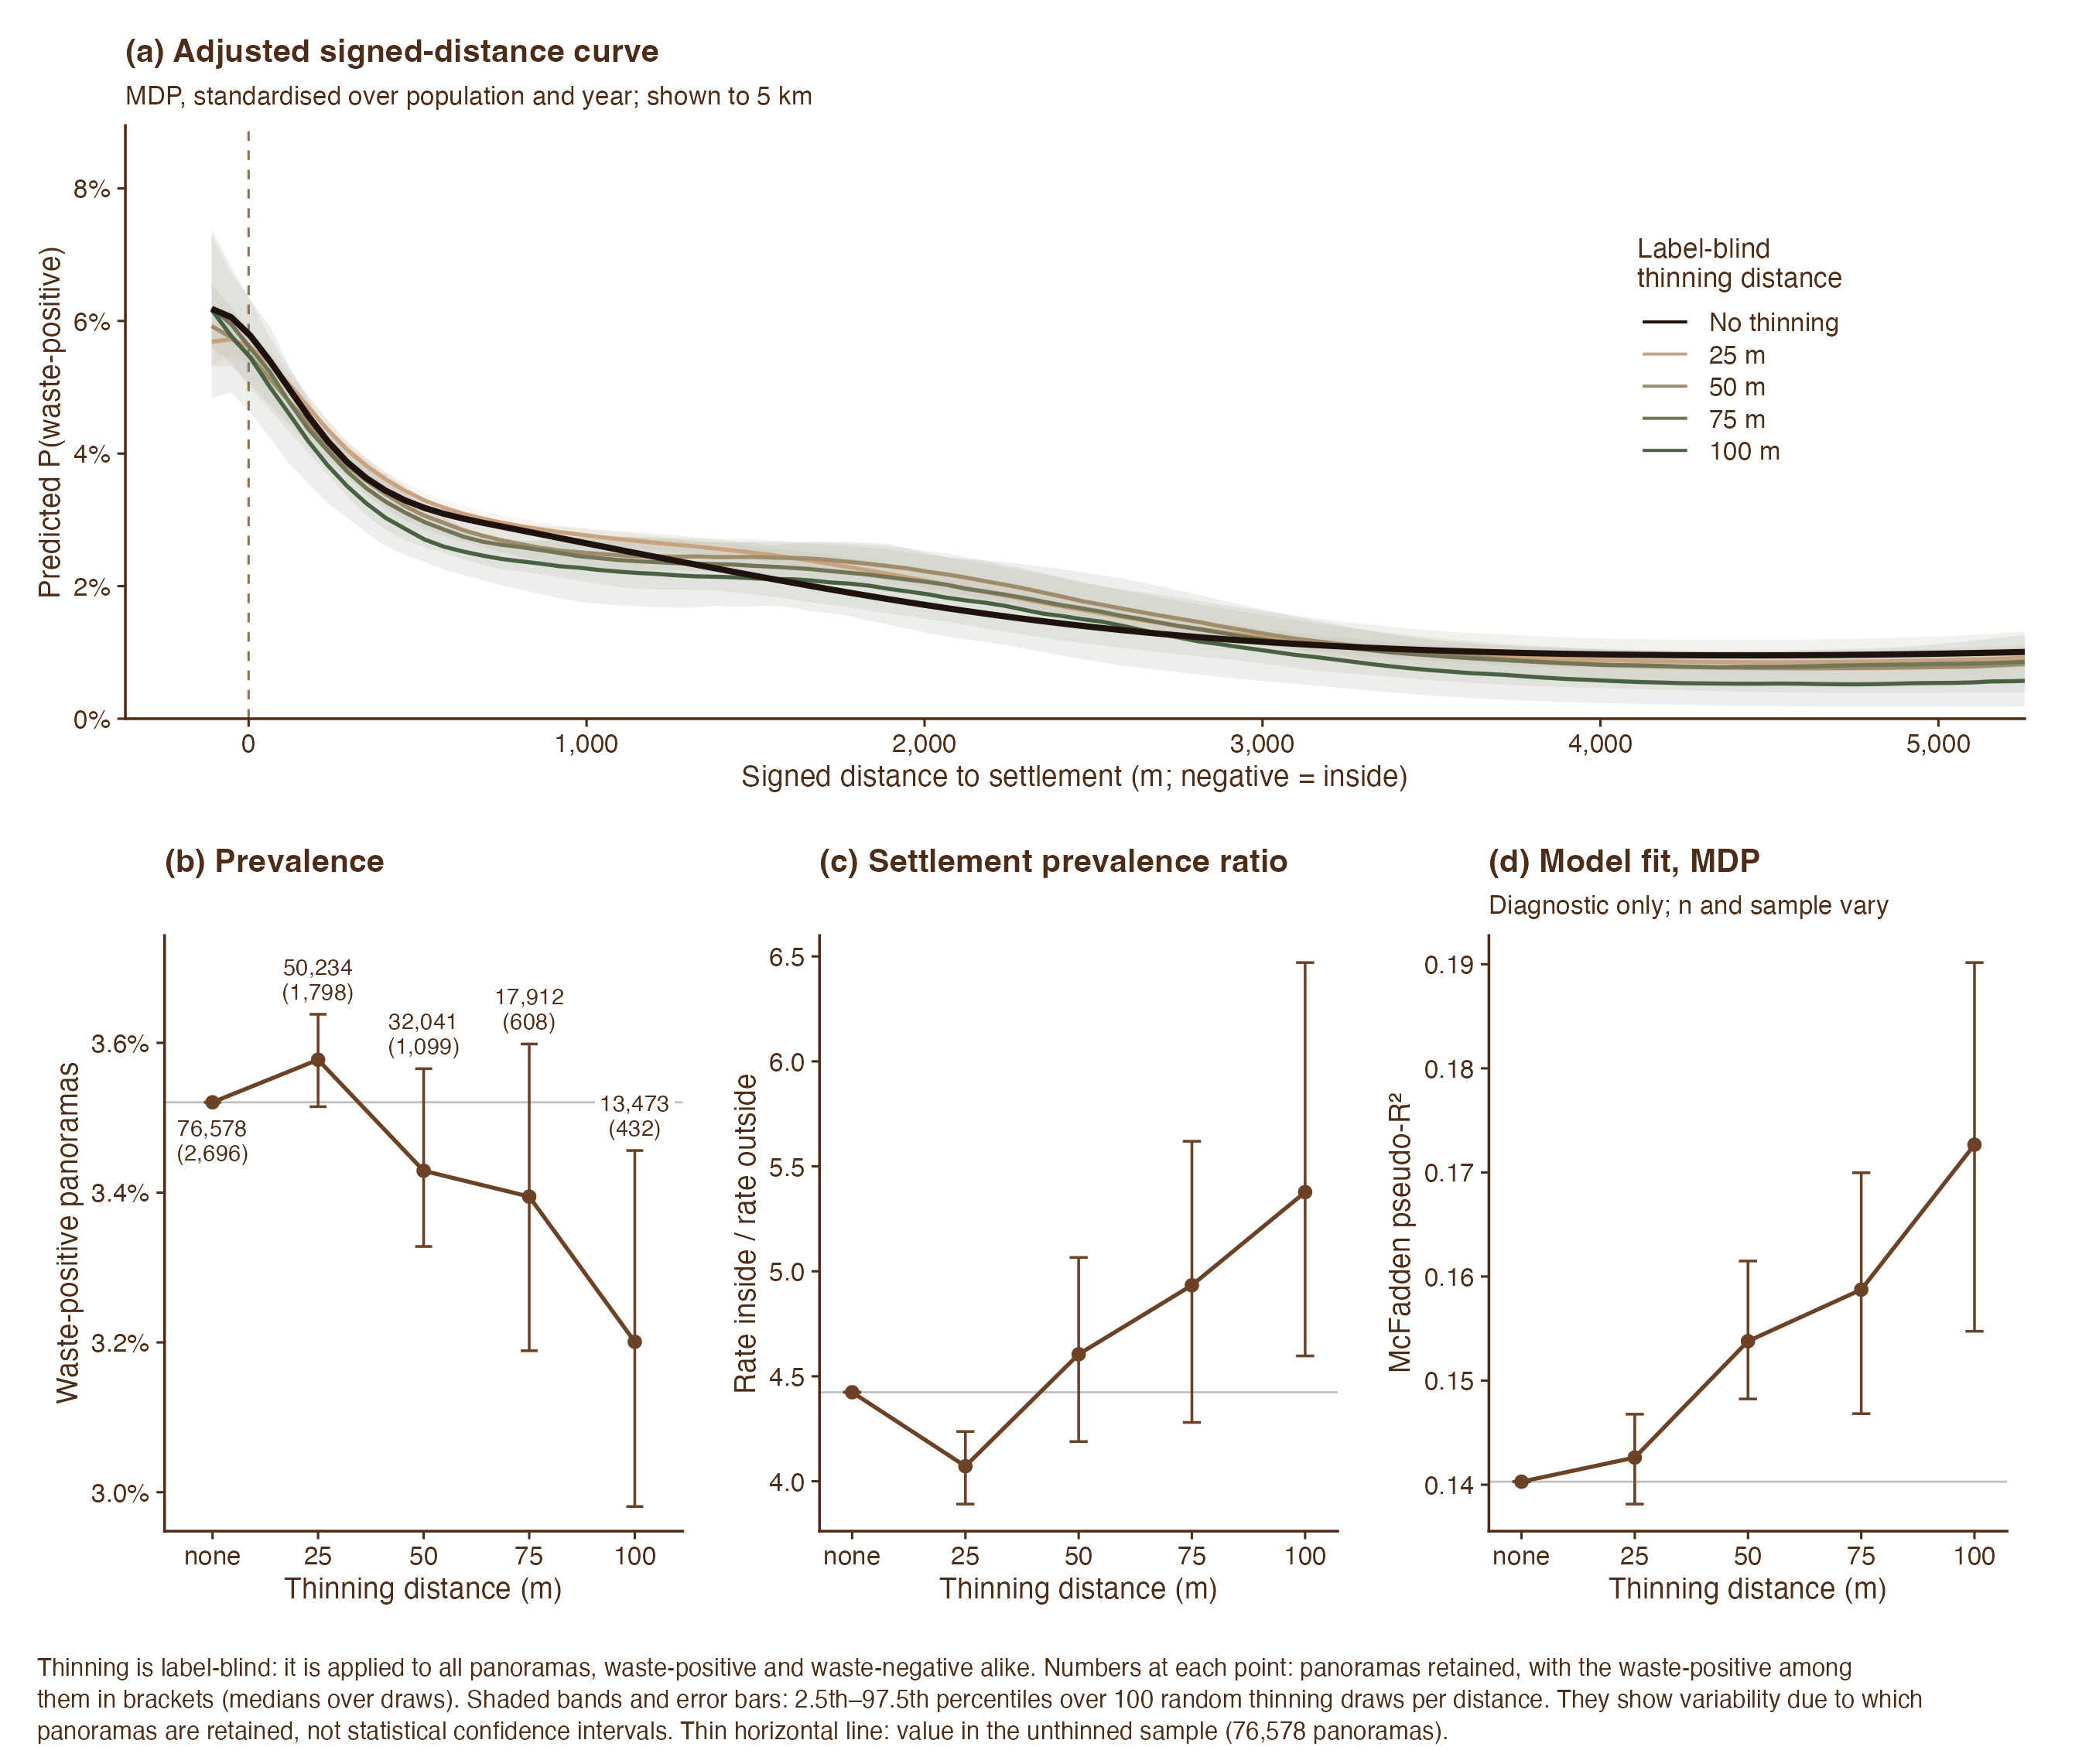 (a) Adjusted signed-distance curve
MDP, standardised over population and year; shown to 5 km
Predicted P(waste-positive)
8%
6%
4%
2%
0%
Label-blind
thinning distance
No thinning
25 m
50 m
75 m
100 m
0
1,000
2,000
3,000
4,000
5,000
Signed distance to settlement (m; negative = inside)
(b) Prevalence
Waste-positive panoramas
3.6%
3.4%
3.2%
3.0%
76,578
(2,696)
50,234
(1,798)
32,041
(1,099)
17,912
(608)
13,473
(432)
none
25
50
75
100
Thinning distance (m)
(c) Settlement prevalence ratio
Rate inside / rate outside
6.5
6.0
5.5
5.0
4.5
4.0
none
25
50
75
100
Thinning distance (m)
(d) Model fit, MDP
Diagnostic only; n and sample vary
McFadden pseudo-R²
0.19
0.18
0.17
0.16
0.15
0.14
none
25
50
75
100
Thinning distance (m)
Thinning is label-blind: it is applied to all panoramas, waste-positive and waste-negative alike. Numbers at each point: panoramas retained, with the waste-positive among
them in brackets (medians over draws). Shaded bands and error bars: 2.5th–97.5th percentiles over 100 random thinning draws per distance. They show variability due to which
panoramas are retained, not statistical confidence intervals. Thin horizontal line: value in the unthinned sample (76,578 panoramas).